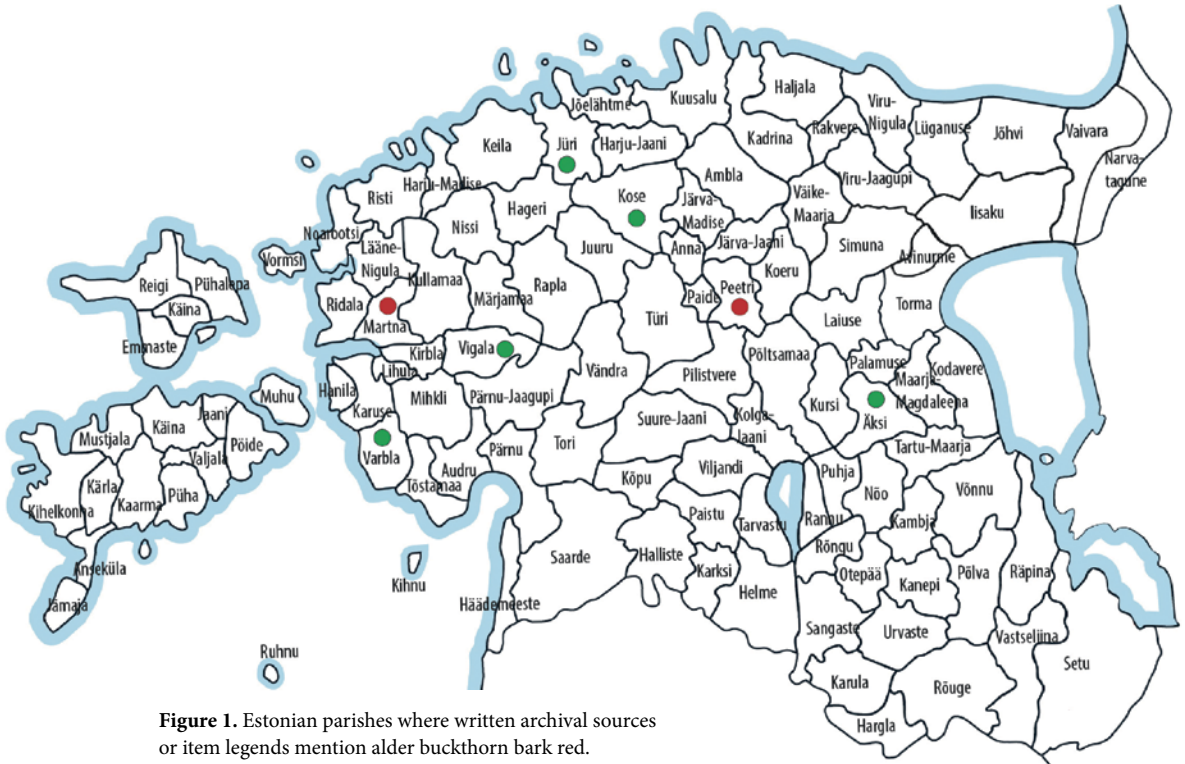 Jõelähtme
Kuusalu
Haljala
Viru-
Nigula
Lüganuse
Jõhvi
Vaivara
Narva-
tagune
Keila
Jüri
Harju-Jaani
Kadrina
Rakvere
Risti
Harju-Madise
Kose
Ambla
Väike-
Maarja
Viru-Jaagupi
Iisaku
Hageri
Järva-
Madise
Nissi
Noarootsi
Lääne-
Nigula
Juuru
Anna
Järva-Jaani
Simuna
Avinurme
Vormsi
Kullamaa
Koeru
Reigi
Pühalepa
Käina
Emmaste
Ridala
Martna
Märjamaa
Rapla
Türi
Paide
Peetri
Laiuse
Torma
Kirbla
Vigala
Lihula
Hanila
Karuse
Mihkli
Pärnu-Jaagupi
Vändra
Pilistvere
Põltsamaa
Palamuse
Kodavere
Maarja-
Magdaleena
Kursi
Äksi
Muhu
Jaani
Käina
Mustjala
Pöide
Valjala
Varbla
Audru
Tõstamaa
Pärnu
Tori
Suure-Jaani
Kolga-
Jaani
Tartu-Maarja
Kärla
Kaarma
Püha
Kihelkonna
Kõpu
Viljandi
Puhja
Nõo
Võnnu
Paistu
Tarvastu
Rannu
Kambja
Anseküla
Jämaja
Kihnu
Saarde
Halliste
Karksi
Helme
Rõngu
Otepää
Kanepi
Põlva
Räpina
Häädemeeste
Sangaste
Urvaste
Vastseliina
Setu
Ruhnu
Karula
Rõuge
Hargla
Figure 1. Estonian parishes where written archival sources
or item legends mention alder buckthorn bark red.